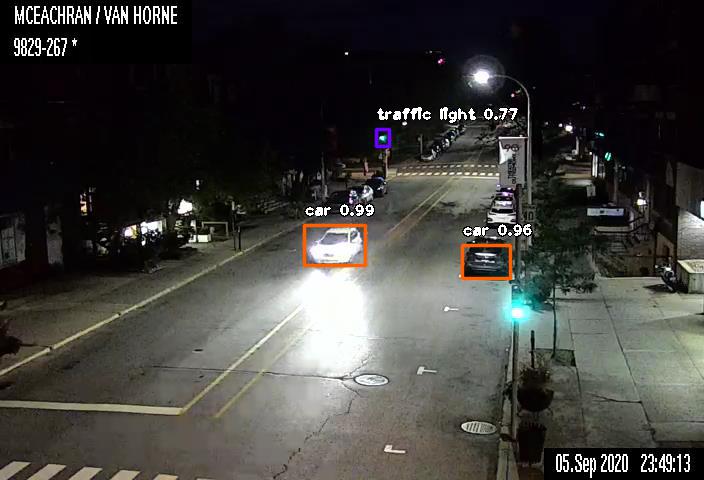 MCEACHRAN / VAN HORNE
9829-267 *
traffic light 0.77
car 0.99
car 0.96
05.Sep 2020 23:49:13